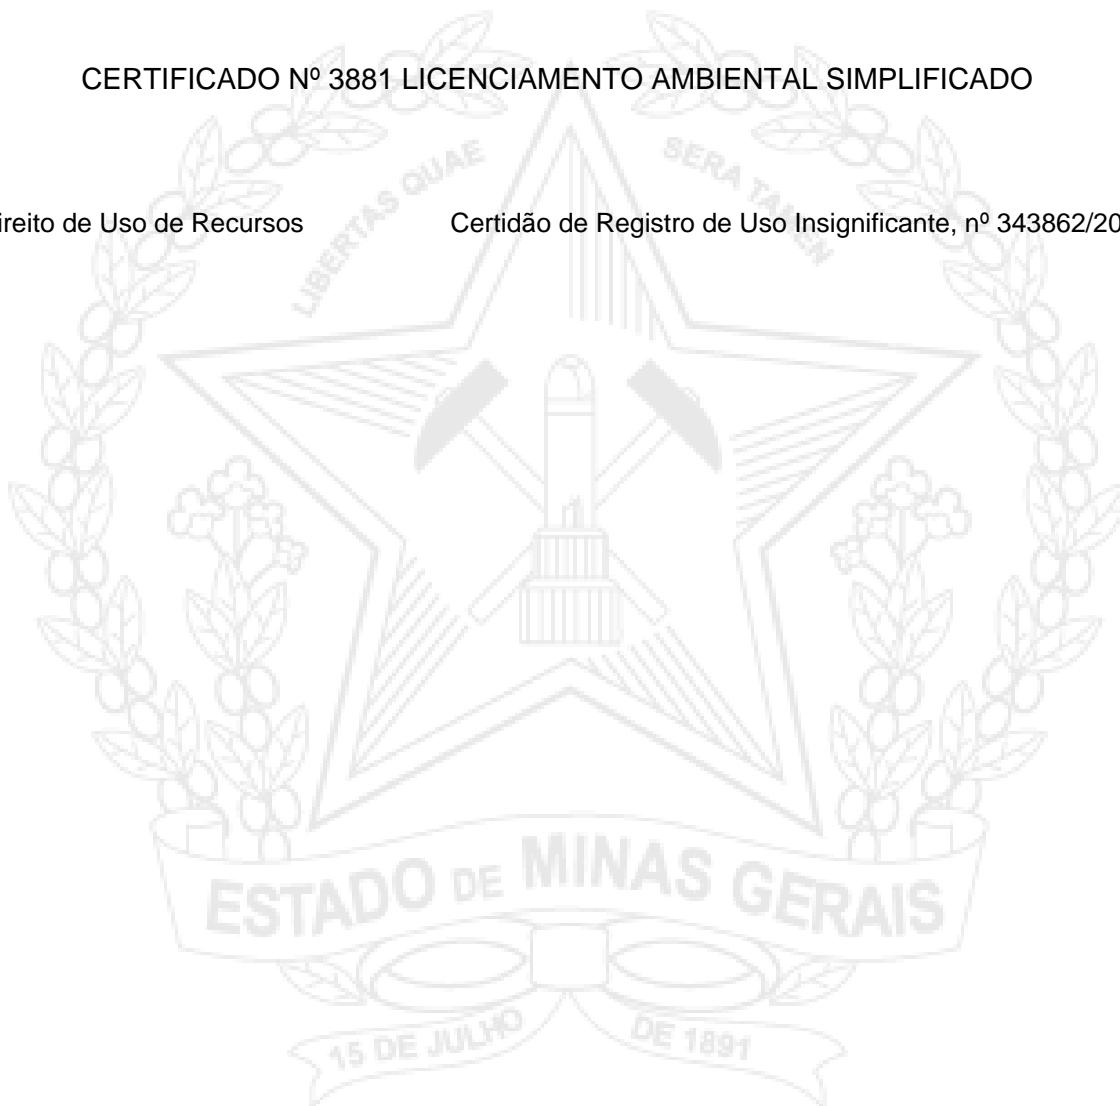 CERTIFICADO Nº 3881 LICENCIAMENTO AMBIENTAL SIMPLIFICADO
LIBERTAS QUAE SERA TAMEN
ireito de Uso de Recursos Certidão de Registro de Uso Insignificante, nº 343862/20
ESTADO DE MINAS GERAIS
15 DE JULHO DE 1891